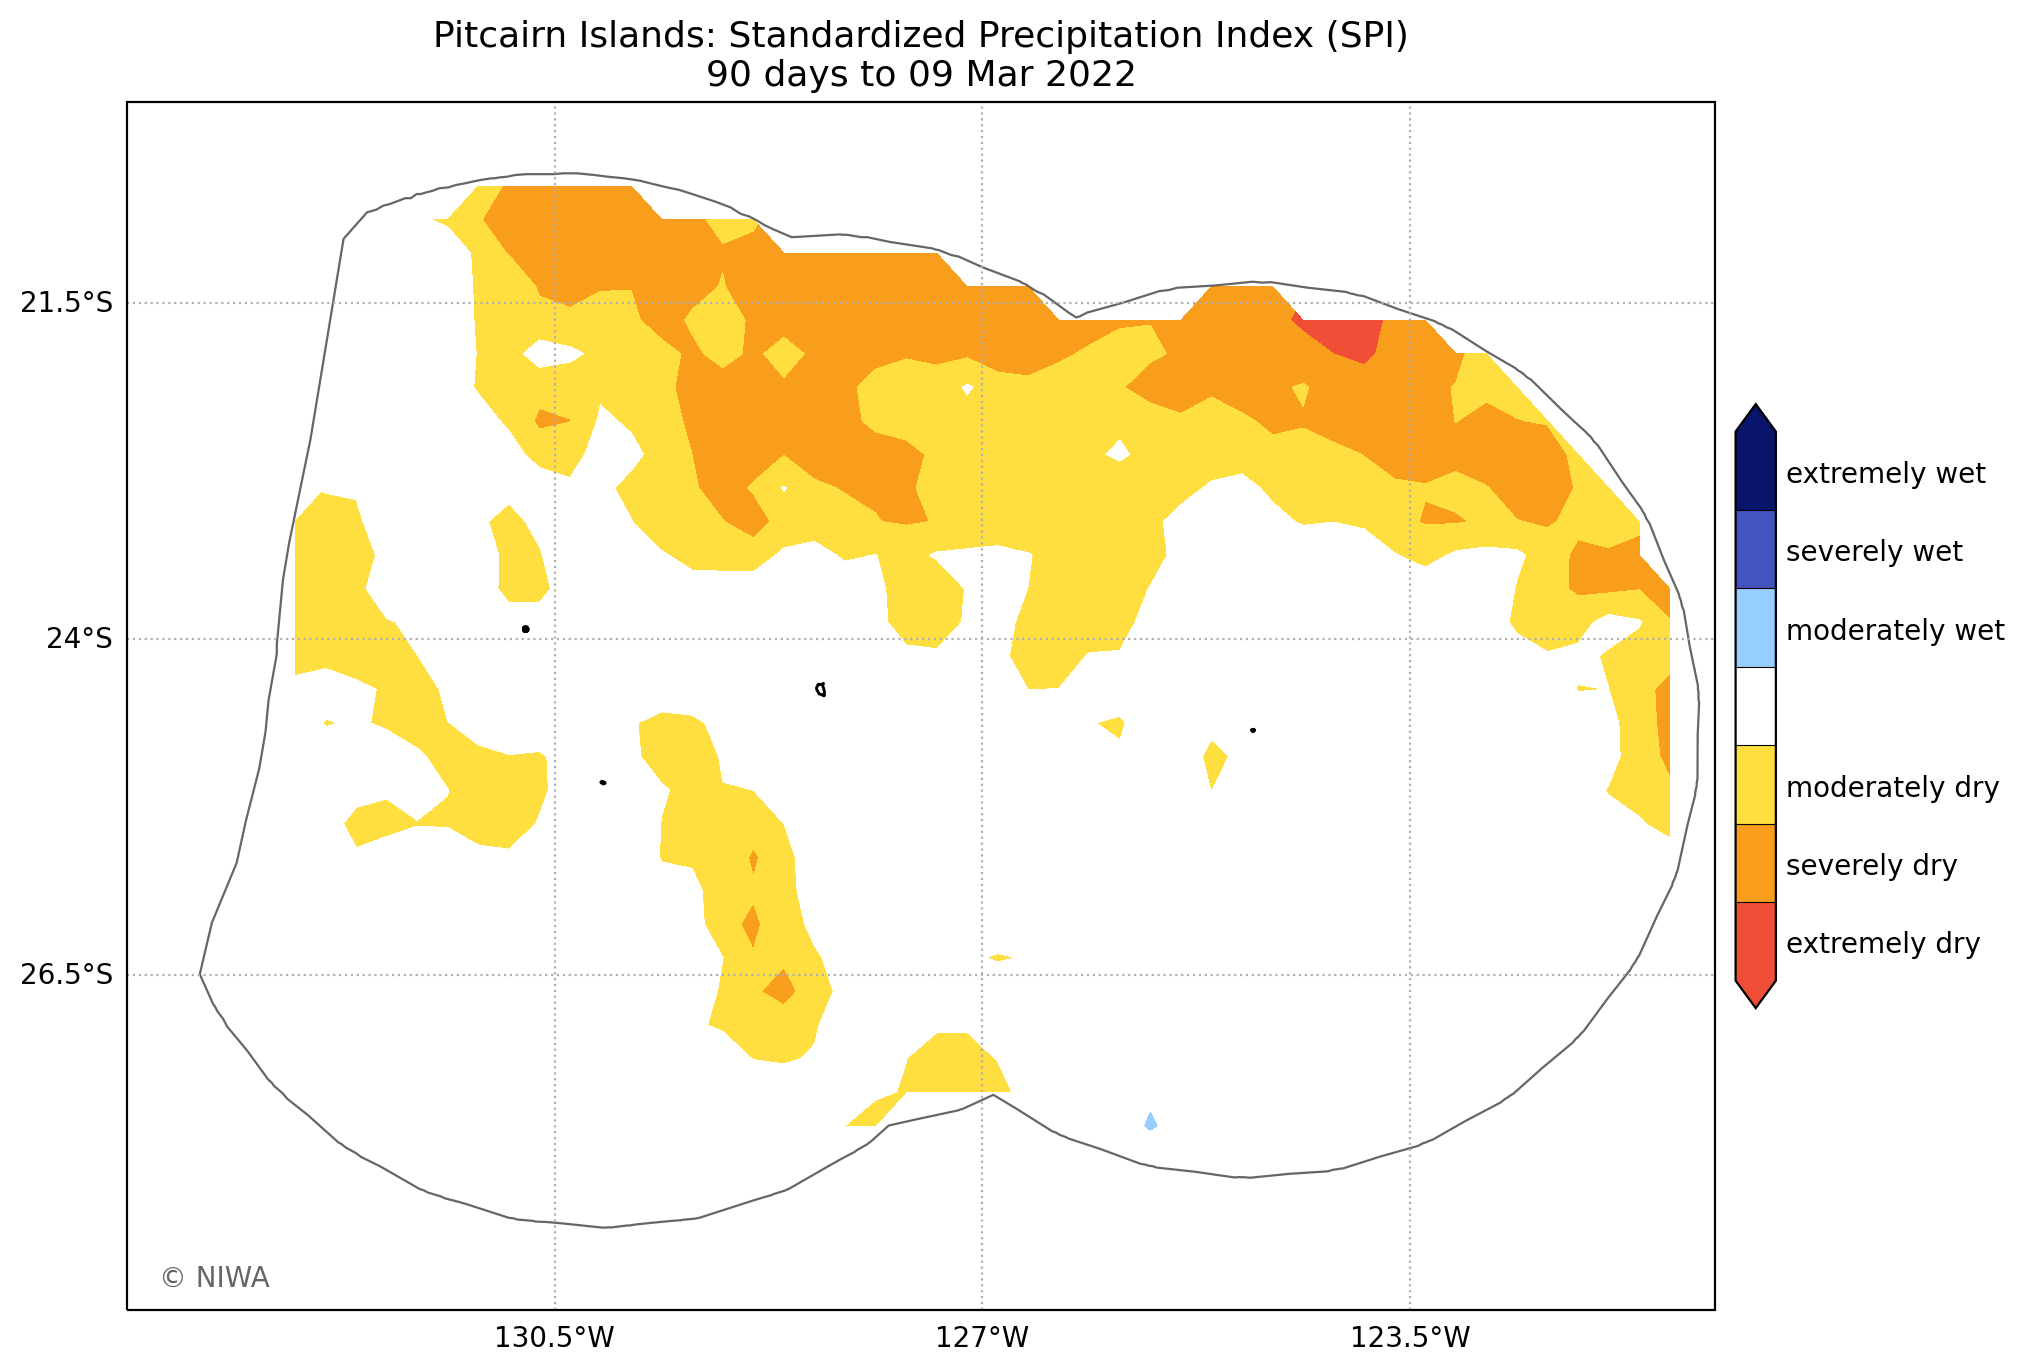 Pitcairn Islands: Standardized Precipitation Index (SPI)
90 days to 09 Mar 2022
21.5°S
24°S
26.5°S
130.5°W
127°W
123.5°W
extremely wet
severely wet
moderately wet
moderately dry
severely dry
extremely dry
© NIWA